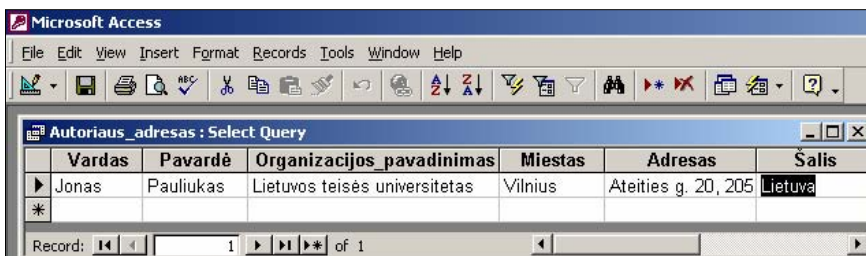 Microsoft Access
File Edit View Insert Format Records Tools Window Help
Autoriaus_adresas : Select Query
Vardas Pavardė Organizacijos_pavadinimas Miestas Adresas Šalis
Jonas Pauliukas Lietuvos teisės universitetas Vilnius Ateities g. 20, 205 Lietuva
Record: 1 of 1